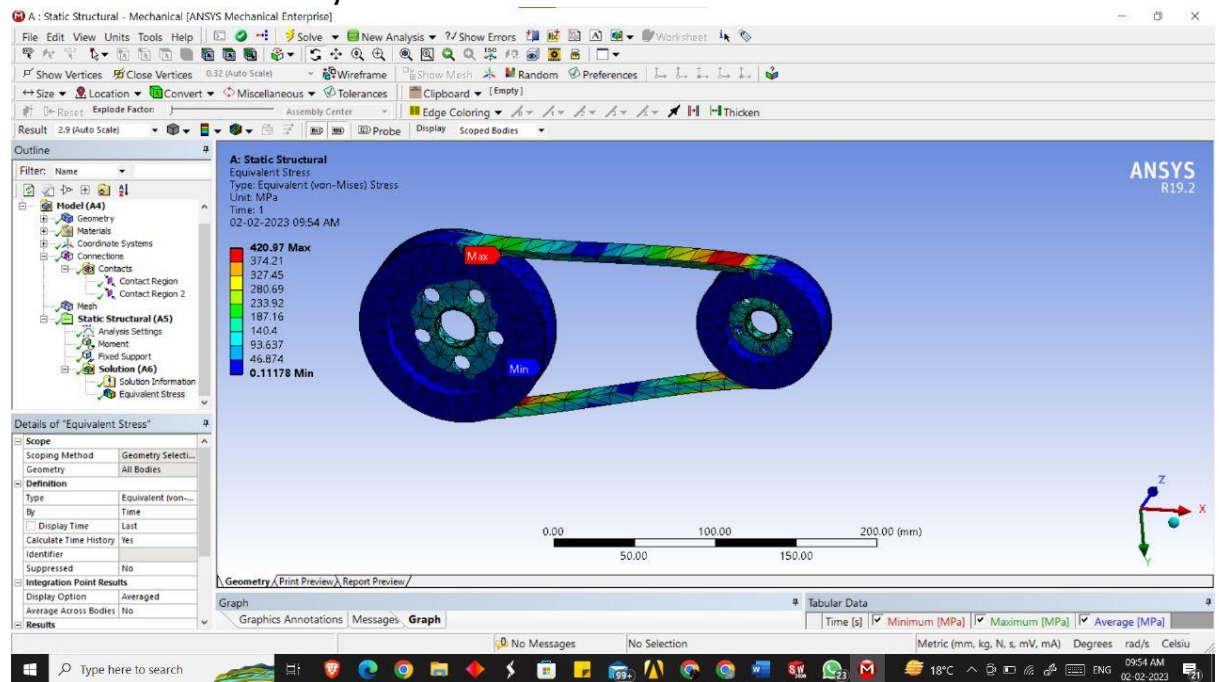 A : Static Structural - Mechanical [ANSYS Mechanical Enterprise]
File Edit View Units Tools Help Solve New Analysis ?/ Show Errors Worksheet
Show Vertices Close Vertices 0.32 (Auto Scale) Wireframe Show Mesh Random Preferences
Size Location Convert Miscellaneous Tolerances Clipboard [Empty]
Reset Explode Factor: Assembly Center Edge Coloring Thicken
Result 2.9 (Auto Scale) Probe Display Scoped Bodies
Outline
Filter: Name
Model (A4)
Geometry
Materials
Coordinate Systems
Connections
Contacts
Contact Region
Contact Region 2
Mesh
Static Structural (A5)
Analysis Settings
Moment
Fixed Support
Solution (A6)
Solution Information
Equivalent Stress
Details of "Equivalent Stress"
Scope
Scoping Method Geometry Selecti...
Geometry All Bodies
Definition
Type Equivalent (von-...
By Time
Display Time Last
Calculate Time History Yes
Identifier
Suppressed No
Integration Point Results
Display Option Averaged
Average Across Bodies No
Results
A: Static Structural
Equivalent Stress
Type: Equivalent (von-Mises) Stress
Unit: MPa
Time: 1
02-02-2023 09:54 AM
420.97 Max
374.21
327.45
280.69
233.92
187.16
140.4
93.637
46.874
0.11178 Min
Max
Min
ANSYS
R19.2
0.00 100.00 200.00 (mm)
50.00 150.00
Z
X
Y
Geometry Print Preview Report Preview
Graph
Graphics Annotations Messages Graph
Tabular Data
Time [s] Minimum [MPa] Maximum [MPa] Average [MPa]
No Messages No Selection Metric (mm, kg, N, s, mV, mA) Degrees rad/s Celsiu
Type here to search 99+ 23 18°C ENG 09:54 AM
02-02-2023 21